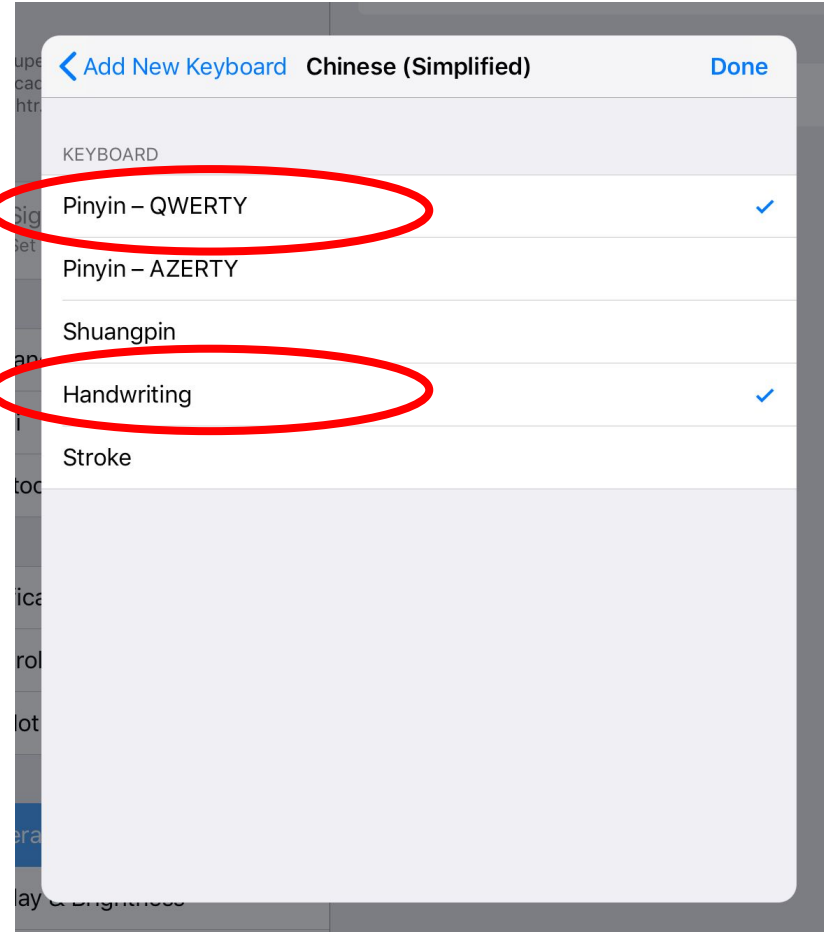 Add New Keyboard Chinese (Simplified) Done
KEYBOARD
Pinyin – QWERTY
Pinyin – AZERTY
Shuangpin
Handwriting
Stroke